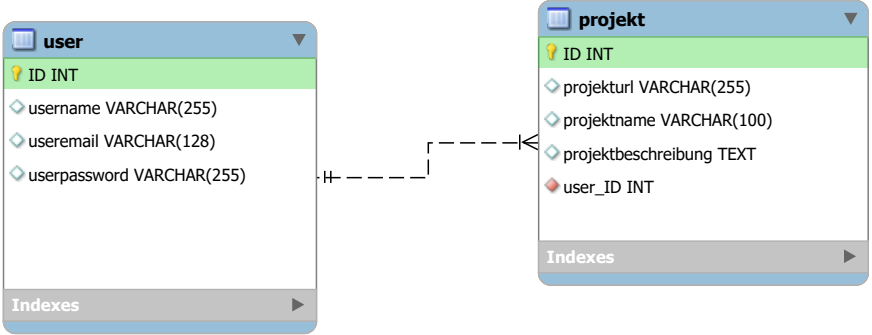 user
ID INT
username VARCHAR(255)
useremail VARCHAR(128)
userpassword VARCHAR(255)
Indexes
projekt
ID INT
projekturl VARCHAR(255)
projektname VARCHAR(100)
projektbeschreibung TEXT
user_ID INT
Indexes